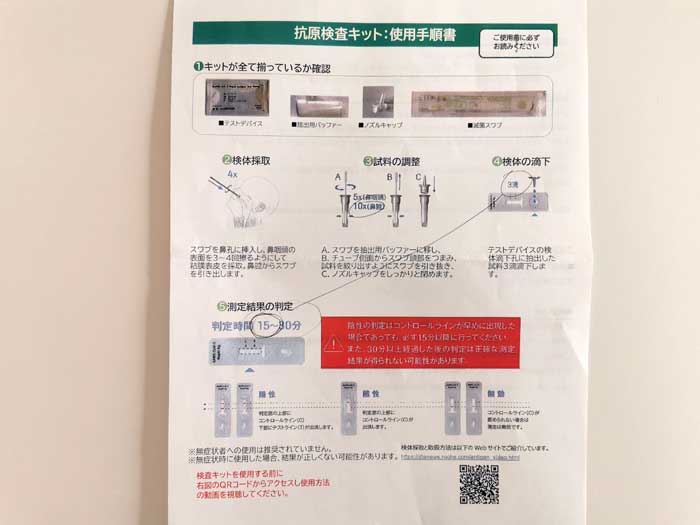 抗原検査キット:使用手順書
ご使用前に必ず
お読みください
❶キットが全て揃っているか確認
■テストデバイス
■抽出用バッファー
■ノズルキャップ
■滅菌スワブ
❷検体採取
4x
スワブを鼻孔に挿入し、鼻咽頭の
表面を3〜4回擦るようにして
粘膜表皮を採取。鼻腔からスワブ
を引き出します。
❸試料の調整
A
B
C
5x(鼻咽頭)
10x(鼻腔)
A. スワブを抽出用バッファーに移し、
B. チューブ側面からスワブ頭部をつまみ、
試料を絞り出すようにスワブを引き抜き、
C. ノズルキャップをしっかりと閉めます。
❹検体の滴下
3滴
テストデバイスの検
体滴下孔に抽出した
試料3滴滴下しま
す。
❺測定結果の判定
判定時間 15〜30分
陰性の判定はコントロールラインが早めに出現した
場合であっても、必ず15分以降に行ってください
また、30分以上経過した後の判定は正確な測定
結果が得られない可能性があります。
陽性
判定窓の上部に
コントロールライン(C)
下部にテストライン(T)が出現します。
陰性
判定窓の上部に
コントロールライン(C)が
出現します。
無効
コントロールライン(C)が
認められない場合は
測定は無効です。
※無症状者への使用は推奨されていません。
※無症状時に使用した場合、結果が正しくない可能性があります。
検体採取と取扱方法は以下の Web サイトでご紹介しています。
検査キットを使用する前に
右図のQRコードからアクセスし使用方法
の動画を視聴してください。